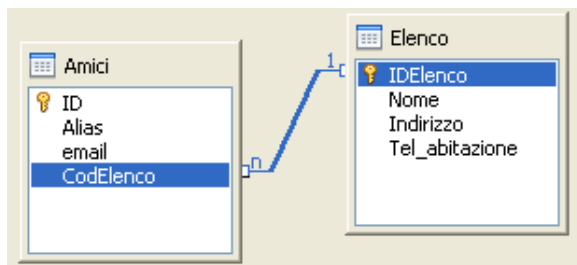 Amici
ID
Alias
email
CodElenco
n
1
Elenco
IDElenco
Nome
Indirizzo
Tel_abitazione